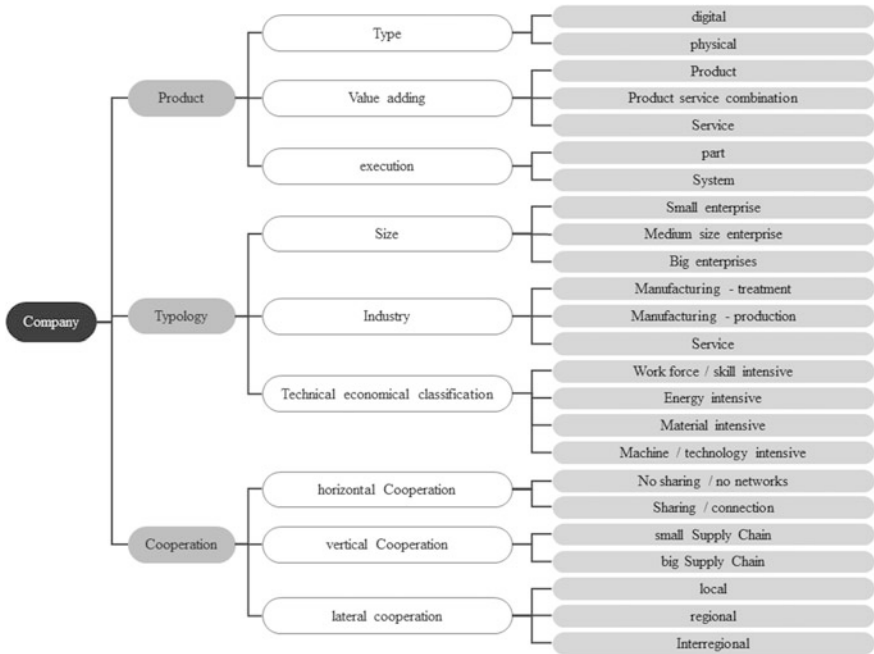 Company
Product
Type
digital
physical
Value adding
Product
Product service combination
Service
execution
part
System
Typology
Size
Small enterprise
Medium size enterprise
Big enterprises
Industry
Manufacturing - treatment
Manufacturing - production
Service
Technical economical classification
Work force / skill intensive
Energy intensive
Material intensive
Machine / technology intensive
Cooperation
horizontal Cooperation
No sharing / no networks
Sharing / connection
vertical Cooperation
small Supply Chain
big Supply Chain
lateral cooperation
local
regional
Interregional